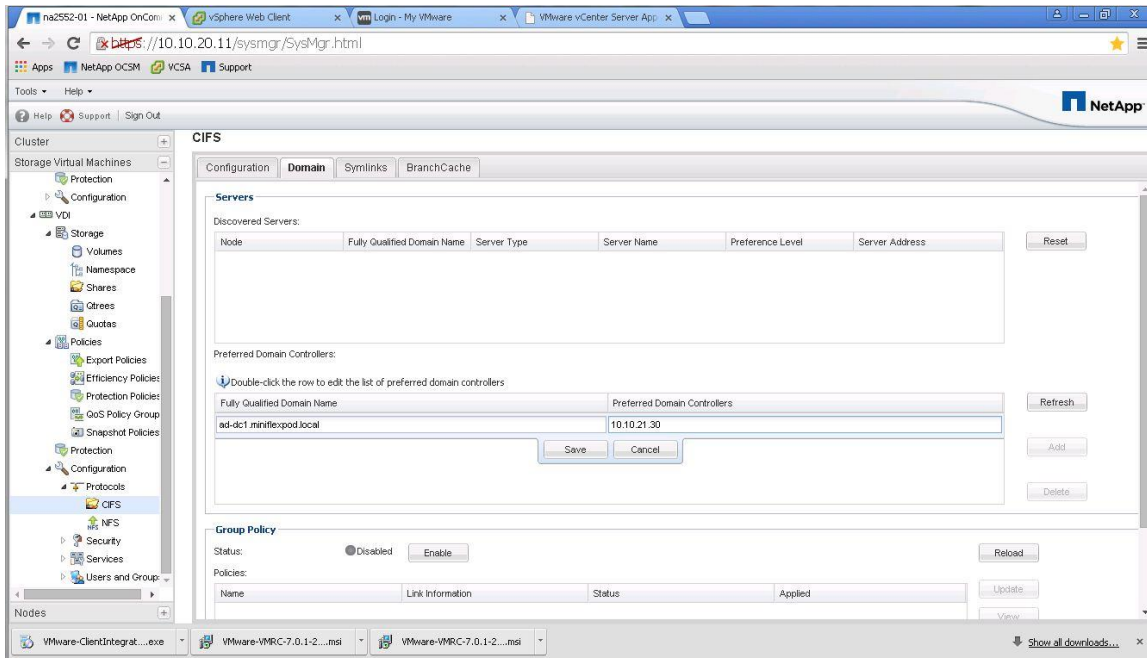 na2552-01 - NetApp OnCom
vSphere Web Client
vm Login - My VMware
VMware vCenter Server App
https://10.10.20.11/sysmgr/SysMgr.html
Apps NetApp OCSM VCSA Support
Tools Help
NetApp
Help Support Sign Out
Cluster
CIFS
Storage Virtual Machines
Configuration Domain Symlinks BranchCache
Protection
Configuration
VDI
Storage
Volumes
Namespace
Shares
Qtrees
Quotas
Policies
Export Policies
Efficiency Policies
Protection Policies
QoS Policy Group
Snapshot Policies
Protection
Configuration
Protocols
CIFS
NFS
Security
Services
Users and Group
Nodes
Servers
Discovered Servers:
Node Fully Qualified Domain Name Server Type Server Name Preference Level Server Address
Reset
Preferred Domain Controllers:
Double-click the row to edit the list of preferred domain controllers
Fully Qualified Domain Name Preferred Domain Controllers
Refresh
ad-dc1.miniflexpod.local 10.10.21.30
Save Cancel
Add
Delete
Group Policy
Status: Disabled Enable
Reload
Policies:
Name Link Information Status Applied
Update
View
VMware-ClientIntegrat....exe VMware-VMRC-7.0.1-2....msi VMware-VMRC-7.0.1-2....msi Show all downloads...